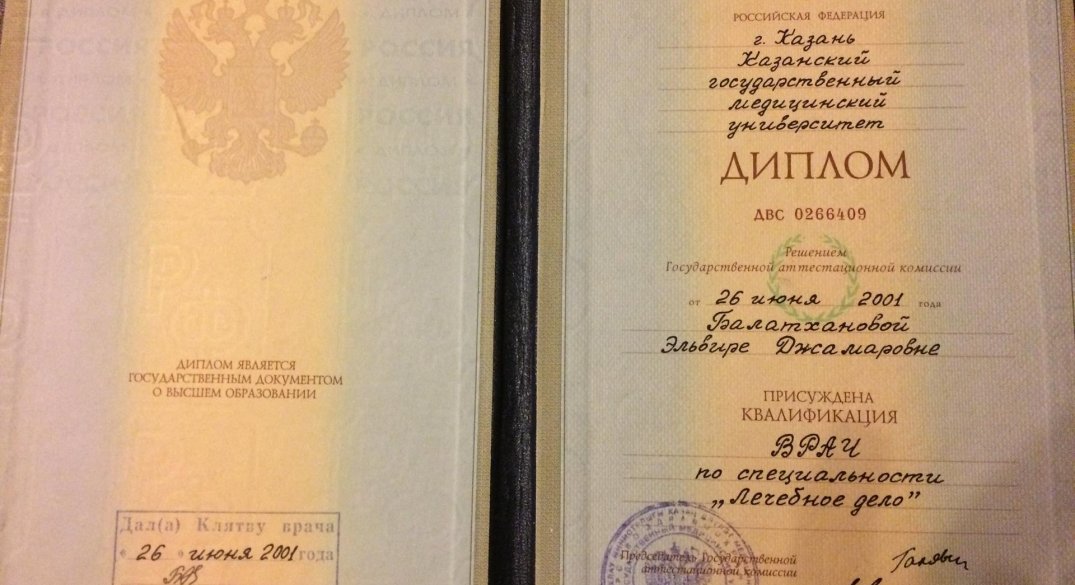 ДИПЛОМ ЯВЛЯЕТСЯ
ГОСУДАРСТВЕННЫМ ДОКУМЕНТОМ
О ВЫСШЕМ ОБРАЗОВАНИИ
Дал(а) Клятву врача
26 июня 2001 года
РОССИЙСКАЯ ФЕДЕРАЦИЯ
г. Казань
Казанский
государственный
медицинский
университет
ДИПЛОМ
ДВС 0266409
Решением
Государственной аттестационной комиссии
от 26 июня 2001 года
Балатхановой
Эльвире Джамаровне
ПРИСУЖДЕНА
КВАЛИФИКАЦИЯ
ВРАЧ
по специальности
„Лечебное дело”
Председатель Государственной
аттестационной комиссии